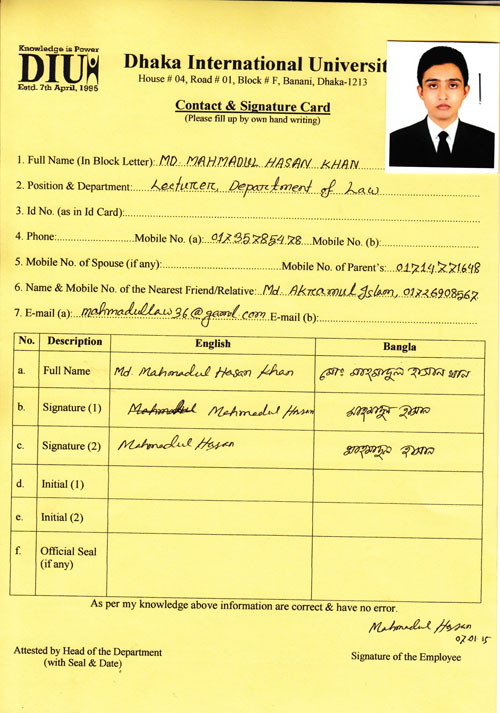 Knowledge is Power
DIU
Estd. 7th April, 1995
Dhaka International Universit
House # 04, Road # 01, Block # F, Banani, Dhaka-1213
Contact & Signature Card
(Please fill up by own hand writing)
1. Full Name (In Block Letter): MD. MAHMADUL HASAN KHAN
2. Position & Department: Lecturer, Department of Law
3. Id No. (as in Id Card):
4. Phone: Mobile No. (a): 01735785478 Mobile No. (b):
5. Mobile No. of Spouse (if any): Mobile No. of Parent's: 01714771648
6. Name & Mobile No. of the Nearest Friend/Relative: Md. Akramul Islam, 01726908567
7. E-mail (a): mahmadullaw36@gmail.com E-mail (b):
No. Description English Bangla
a. Full Name Md. Mahmadul Hasan Khan মোঃ মাহমাদুল হাসান খান
b. Signature (1) Mahmadul Mahmadul Hasan মাহমাদুল হাসান
c. Signature (2) Mahmadul Hasan মাহমাদুল হাসান
d. Initial (1)
e. Initial (2)
f. Official Seal
(if any)
As per my knowledge above information are correct & have no error.
Mahmadul Hasan
07.01.15
Attested by Head of the Department
(with Seal & Date)
Signature of the Employee